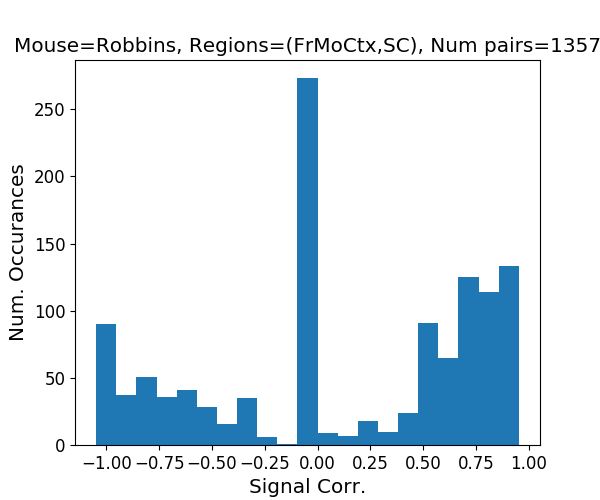 Mouse=Robbins, Regions=(FrMoCtx,SC), Num pairs=1357
Num. Occurances
250
200
150
100
50
0
−1.00 −0.75 −0.50 −0.25 0.00 0.25 0.50 0.75 1.00
Signal Corr.